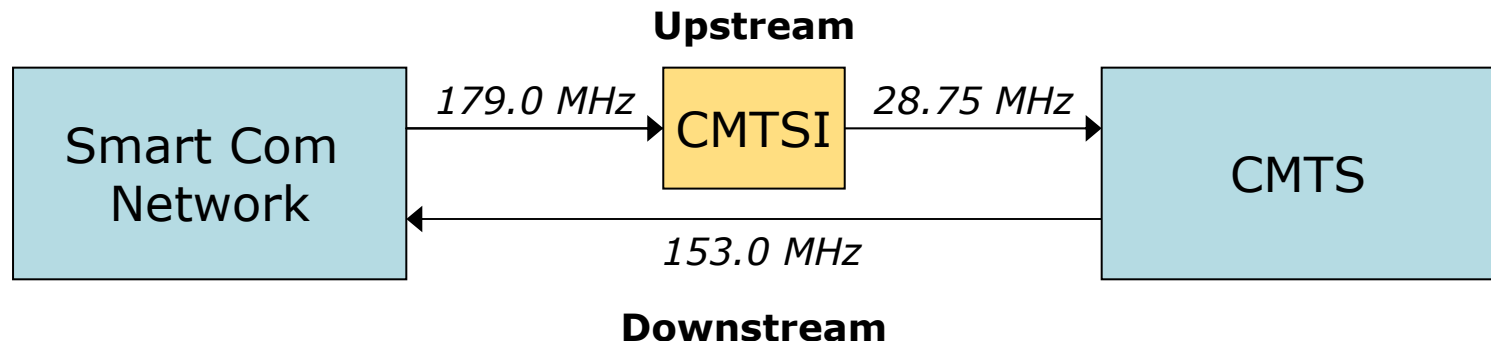 Upstream
179.0 MHz
28.75 MHz
Smart Com
Network
CMTSI
CMTS
153.0 MHz
Downstream